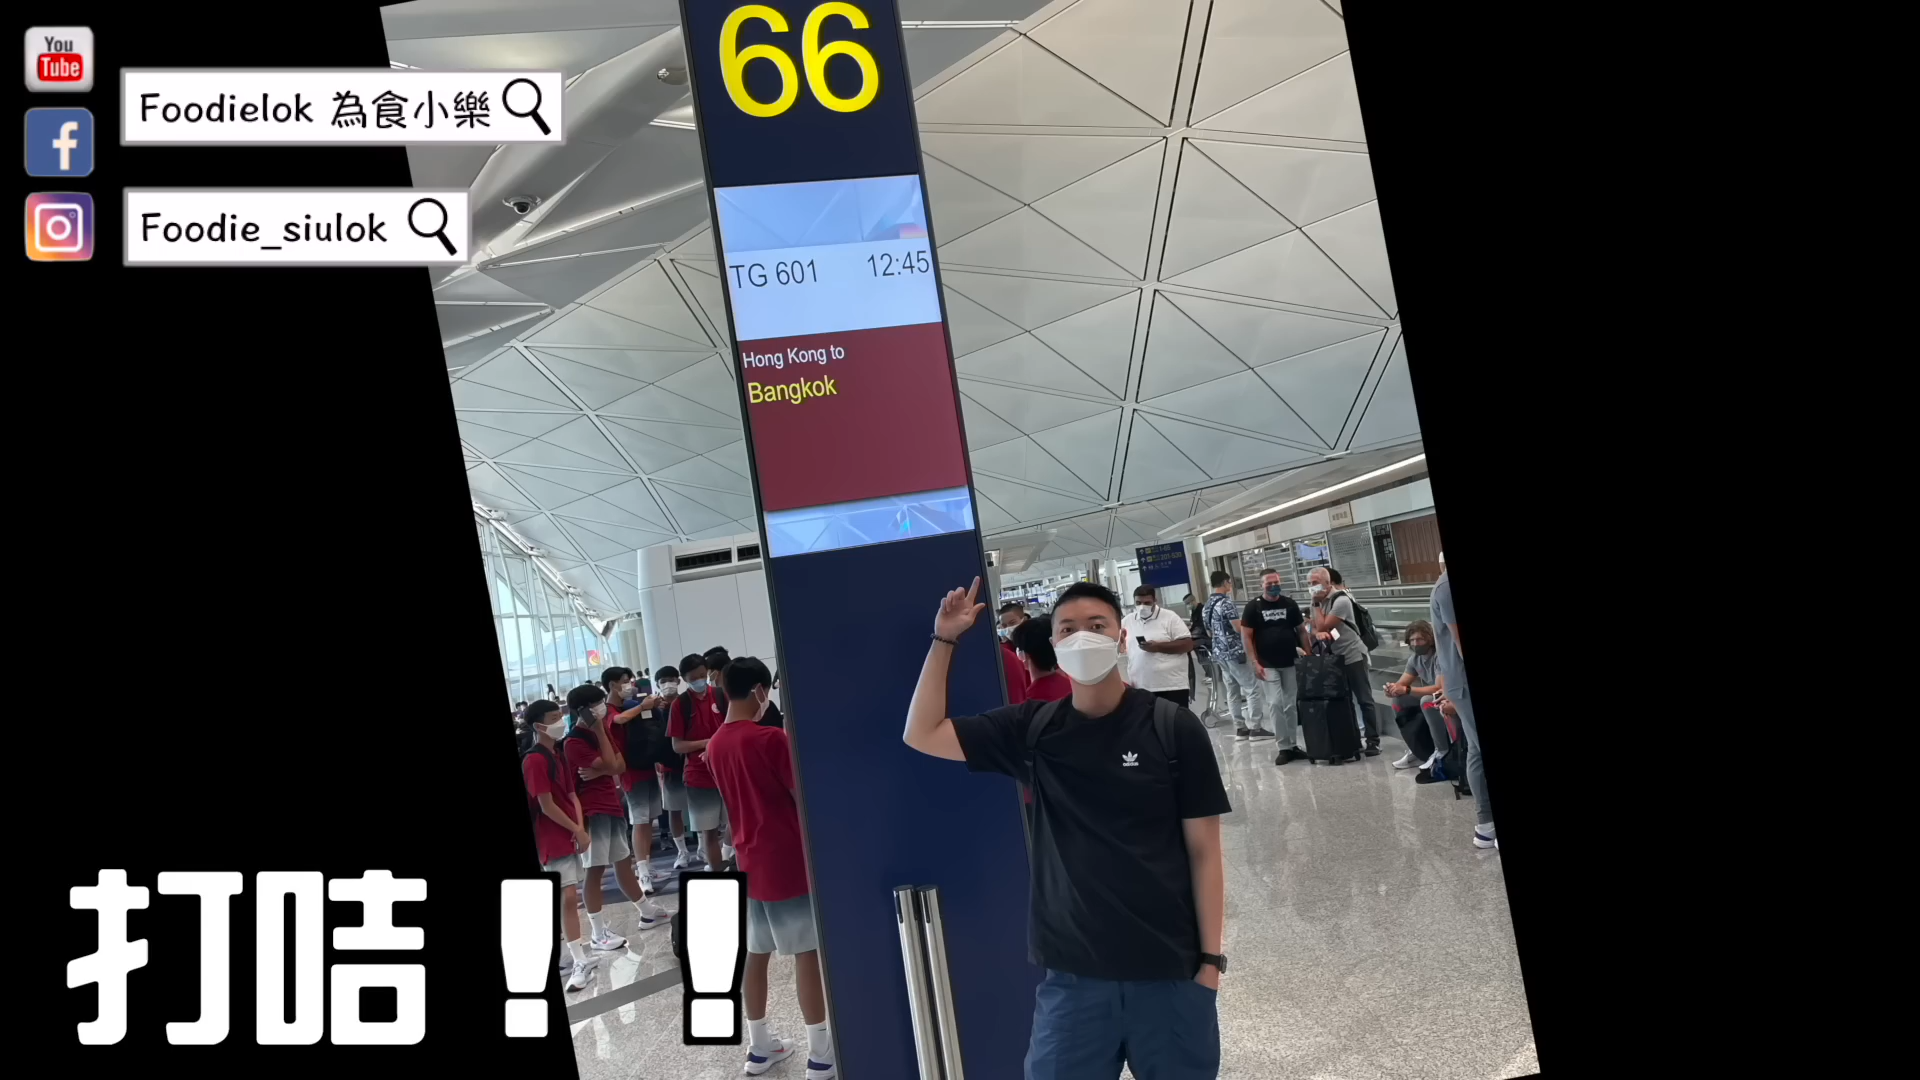 You
Tube
Foodielok 為食小樂
Foodie_siulok
66
TG 601 12:45
Hong Kong to
Bangkok
adidas
打咭！！